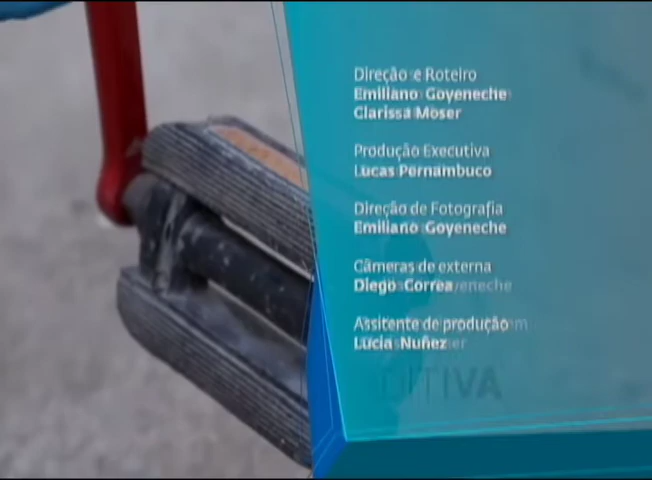 Direção e Roteiro
Emiliano Goyeneche
Clarissa Moser
Produção Executiva
Lucas Pernambuco
Direção de Fotografia
Emiliano Goyeneche
Câmeras de externa
Diego Correa
Assitente de produção
Lucia Nuñez